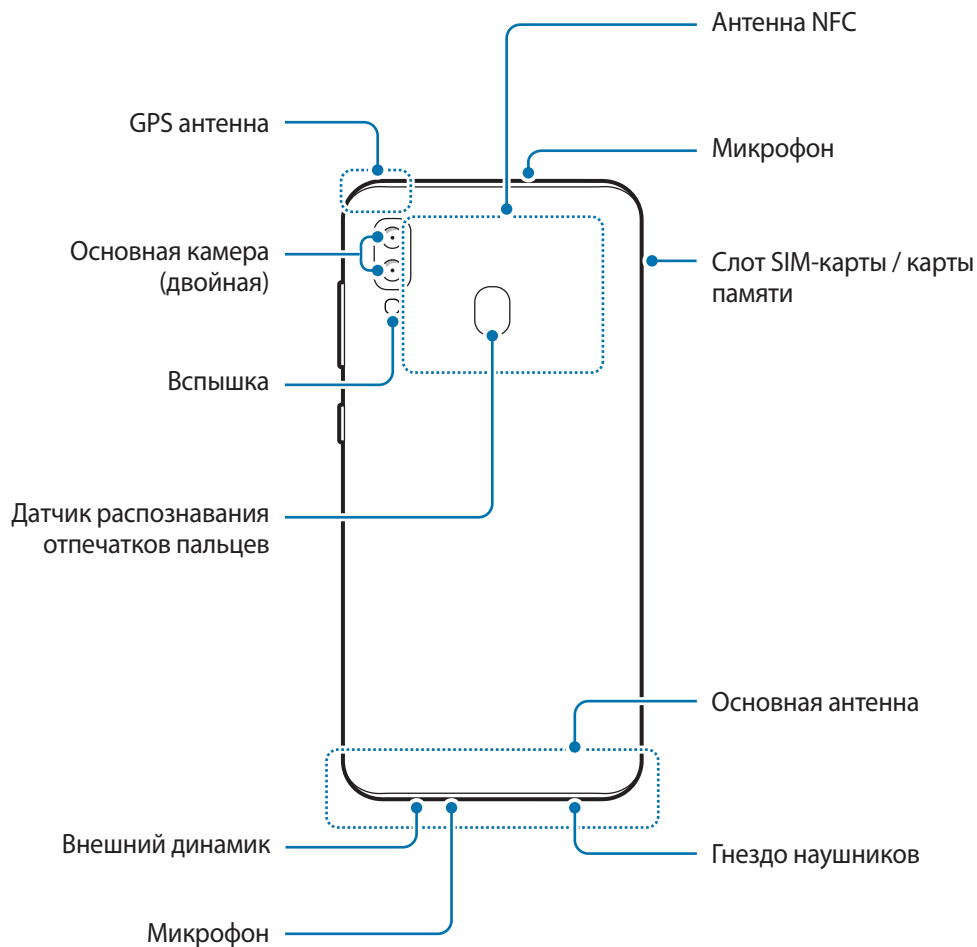 Антенна NFC
GPS антенна
Микрофон
Основная камера
(двойная)
Слот SIM-карты / карты
памяти
Вспышка
Датчик распознавания
отпечатков пальцев
Основная антенна
Внешний динамик
Гнездо наушников
Микрофон